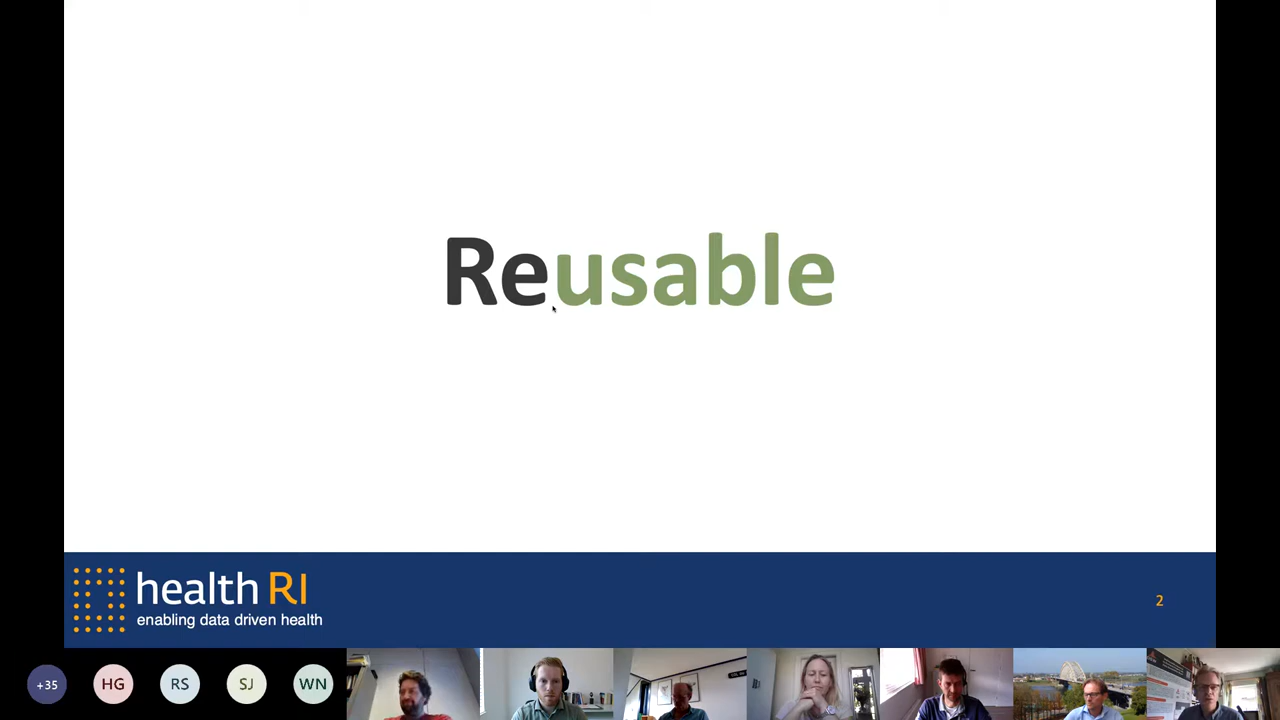 Reusable
health RI
enabling data driven health
2
+35
HG
RS
SJ
WN